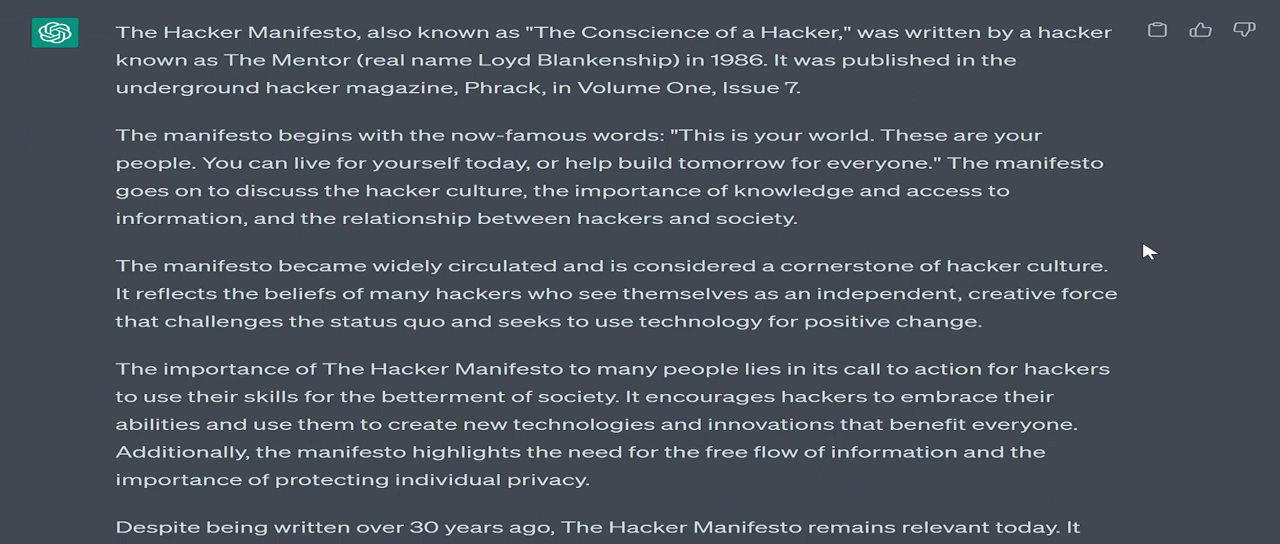 The Hacker Manifesto, also known as "The Conscience of a Hacker," was written by a hacker
known as The Mentor (real name Loyd Blankenship) in 1986. It was published in the
underground hacker magazine, Phrack, in Volume One, Issue 7.
The manifesto begins with the now-famous words: "This is your world. These are your
people. You can live for yourself today, or help build tomorrow for everyone." The manifesto
goes on to discuss the hacker culture, the importance of knowledge and access to
information, and the relationship between hackers and society.
The manifesto became widely circulated and is considered a cornerstone of hacker culture.
It reflects the beliefs of many hackers who see themselves as an independent, creative force
that challenges the status quo and seeks to use technology for positive change.
The importance of The Hacker Manifesto to many people lies in its call to action for hackers
to use their skills for the betterment of society. It encourages hackers to embrace their
abilities and use them to create new technologies and innovations that benefit everyone.
Additionally, the manifesto highlights the need for the free flow of information and the
importance of protecting individual privacy.
Despite being written over 30 years ago, The Hacker Manifesto remains relevant today. It